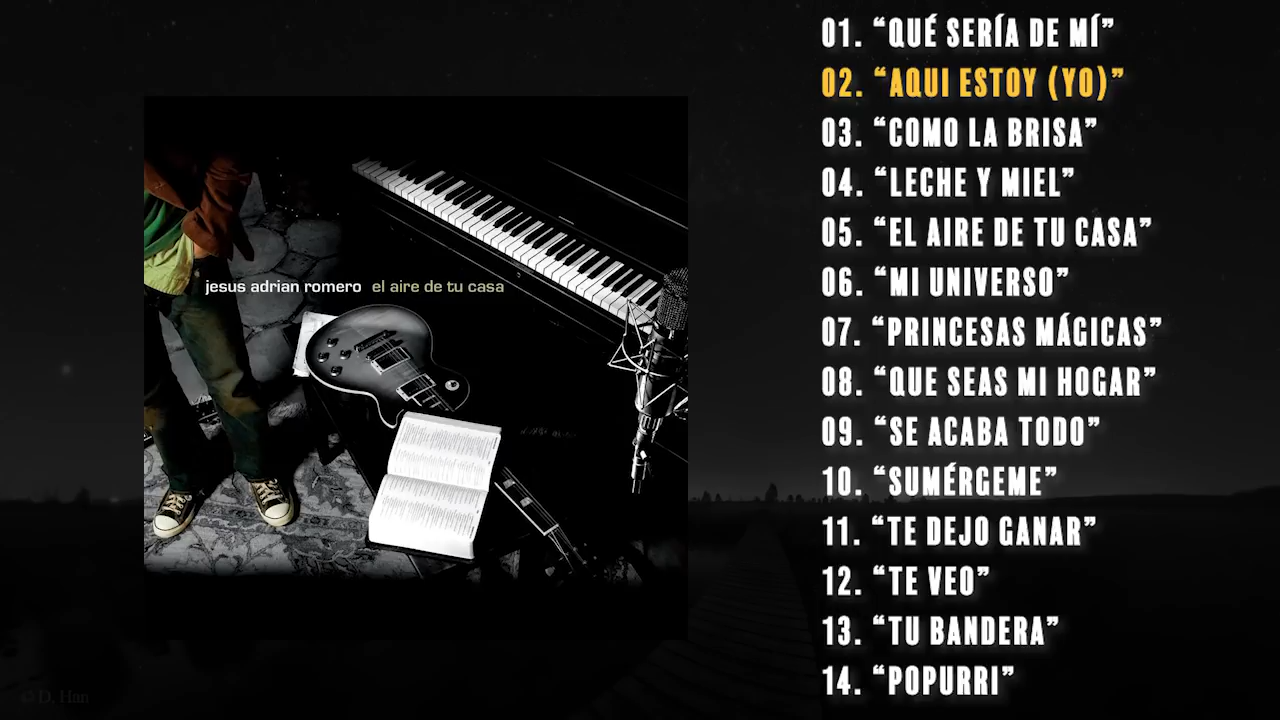 jesus adrian romero el aire de tu casa
01. “QUÉ SERÍA DE MÍ”
02. “AQUI ESTOY (YO)”
03. “COMO LA BRISA”
04. “LECHE Y MIEL”
05. “EL AIRE DE TU CASA”
06. “MI UNIVERSO”
07. “PRINCESAS MÁGICAS”
08. “QUE SEAS MI HOGAR”
09. “SE ACABA TODO”
10. “SUMÉRGEME”
11. “TE DEJO GANAR”
12. “TE VEO”
13. “TU BANDERA”
14. “POPURRI”
© D. Han